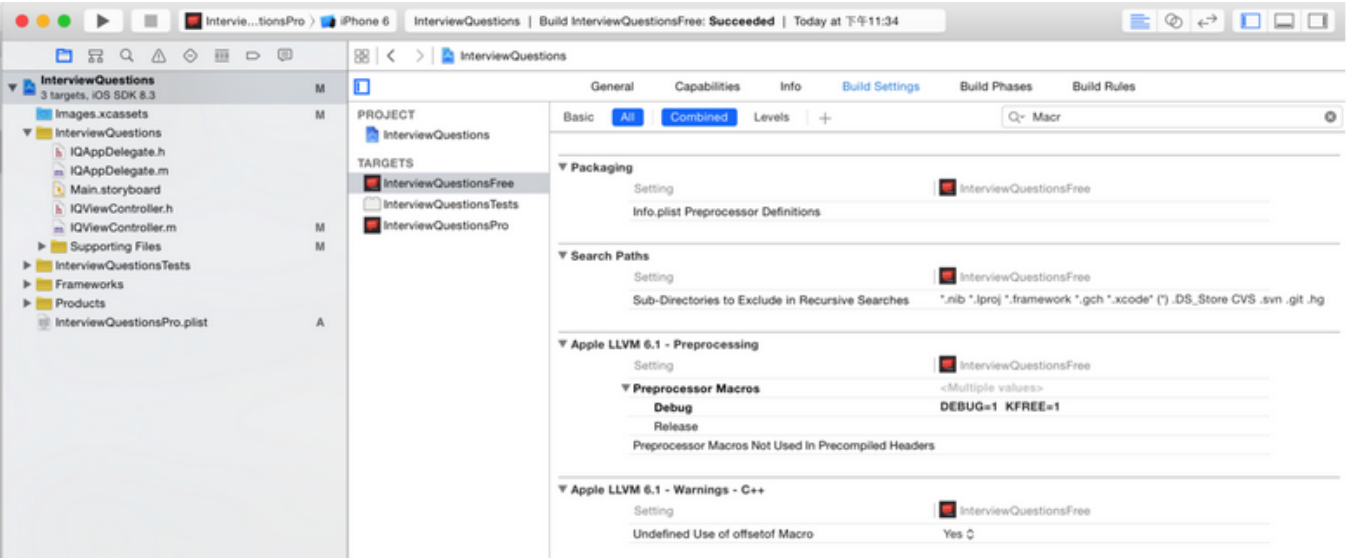 Intervie...tionsPro
iPhone 6
InterviewQuestions | Build InterviewQuestionsFree: Succeeded | Today at 下午11:34
InterviewQuestions
3 targets, iOS SDK 8.3
M
Images.xcassets
M
InterviewQuestions
IQAppDelegate.h
IQAppDelegate.m
Main.storyboard
IQViewController.h
IQViewController.m
M
Supporting Files
M
InterviewQuestionsTests
Frameworks
Products
InterviewQuestionsPro.plist
A
InterviewQuestions
General Capabilities Info Build Settings Build Phases Build Rules
PROJECT
InterviewQuestions
TARGETS
InterviewQuestionsFree
InterviewQuestionsTests
InterviewQuestionsPro
Basic All Combined Levels +
Macr
Packaging
Setting InterviewQuestionsFree
Info.plist Preprocessor Definitions
Search Paths
Setting InterviewQuestionsFree
Sub-Directories to Exclude in Recursive Searches *.nib *.lproj *.framework *.gch *.xcode* (*) .DS_Store CVS .svn .git .hg
Apple LLVM 6.1 - Preprocessing
Setting InterviewQuestionsFree
Preprocessor Macros <Multiple values>
Debug DEBUG=1 KFREE=1
Release
Preprocessor Macros Not Used In Precompiled Headers
Apple LLVM 6.1 - Warnings - C++
Setting InterviewQuestionsFree
Undefined Use of offsetof Macro Yes